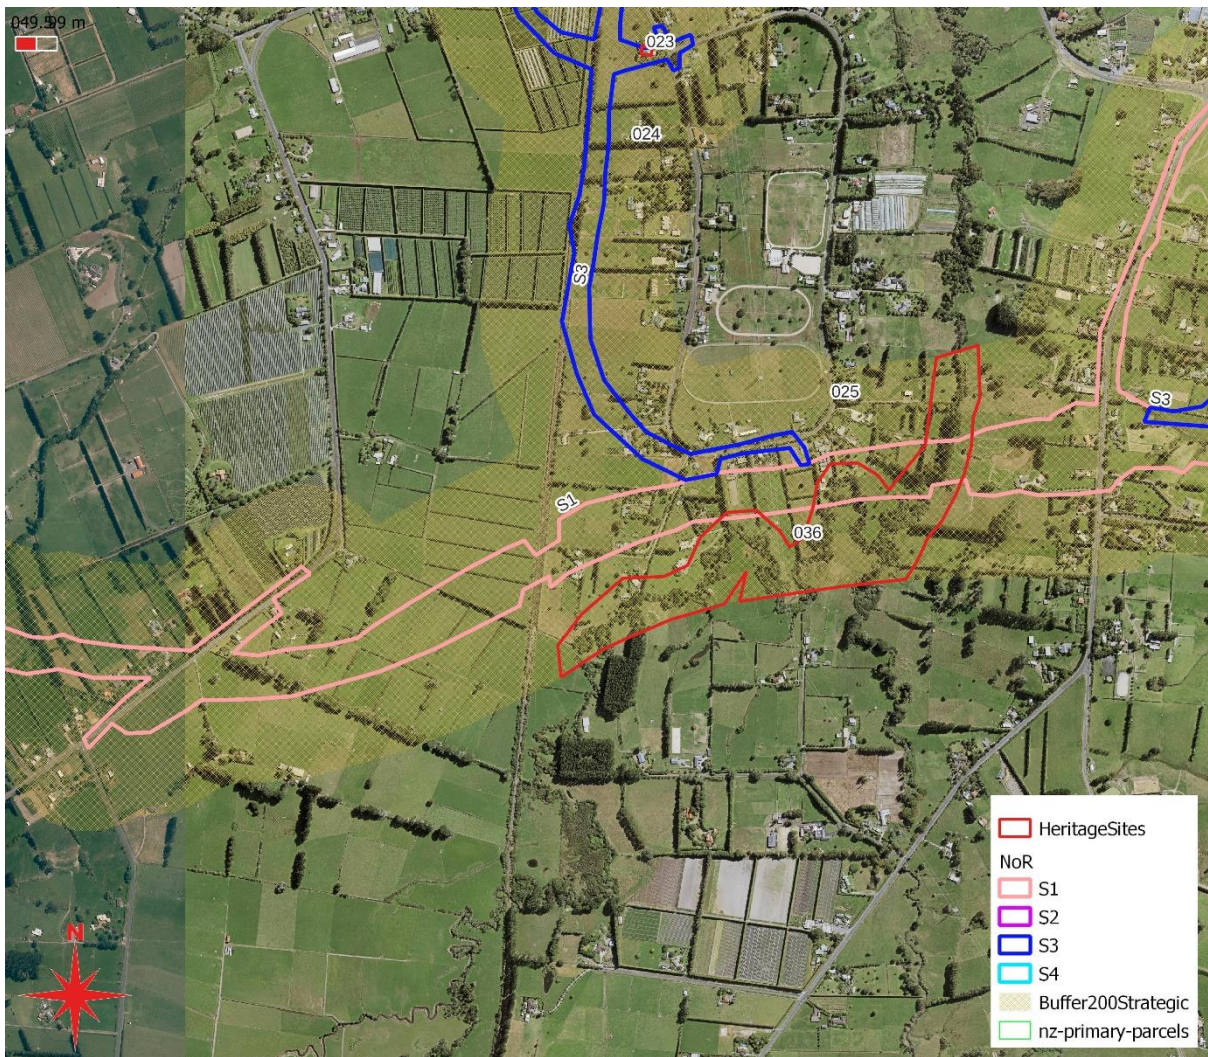 023
024
S3
025
S3
S1
036
HeritageSites
NoR
S1
S2
S3
S4
Buffer200Strategic
nz-primary-parcels
N